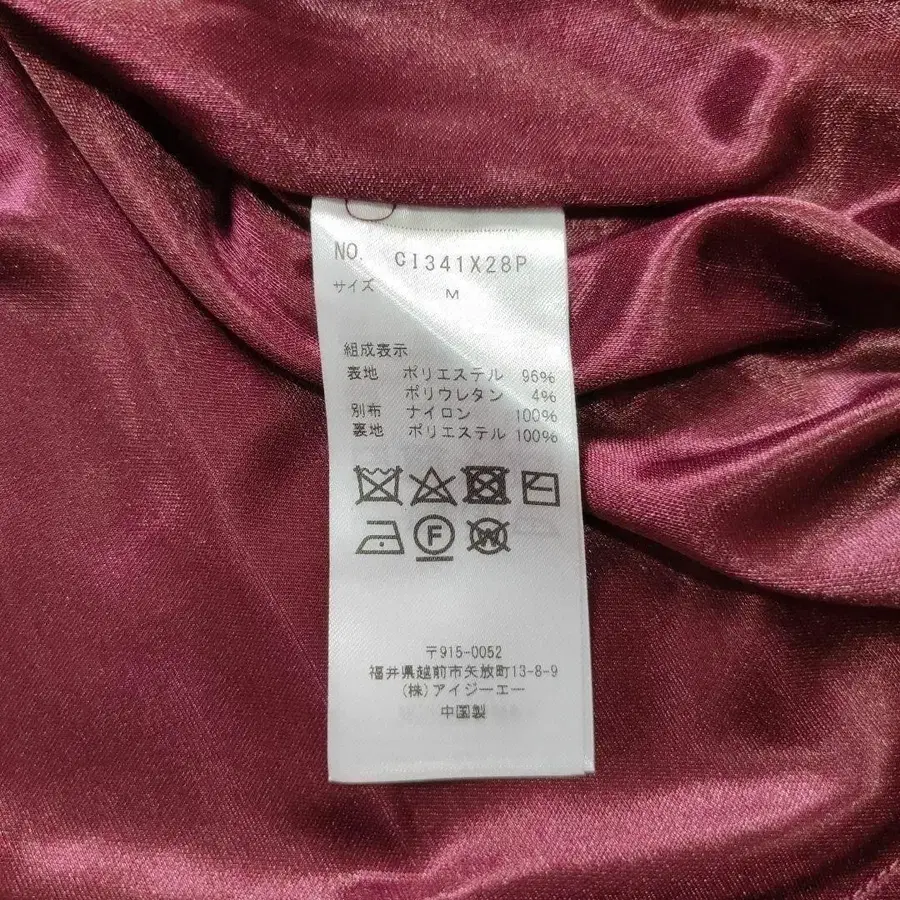 NO. CI341X28P
サイズ M
組成表示
表地 ポリエステル 96%
ポリウレタン 4%
別布 ナイロン 100%
裏地 ポリエステル 100%
F
W
〒915-0052
福井県越前市矢放町13-8-9
(株)アイジーエー
中国製